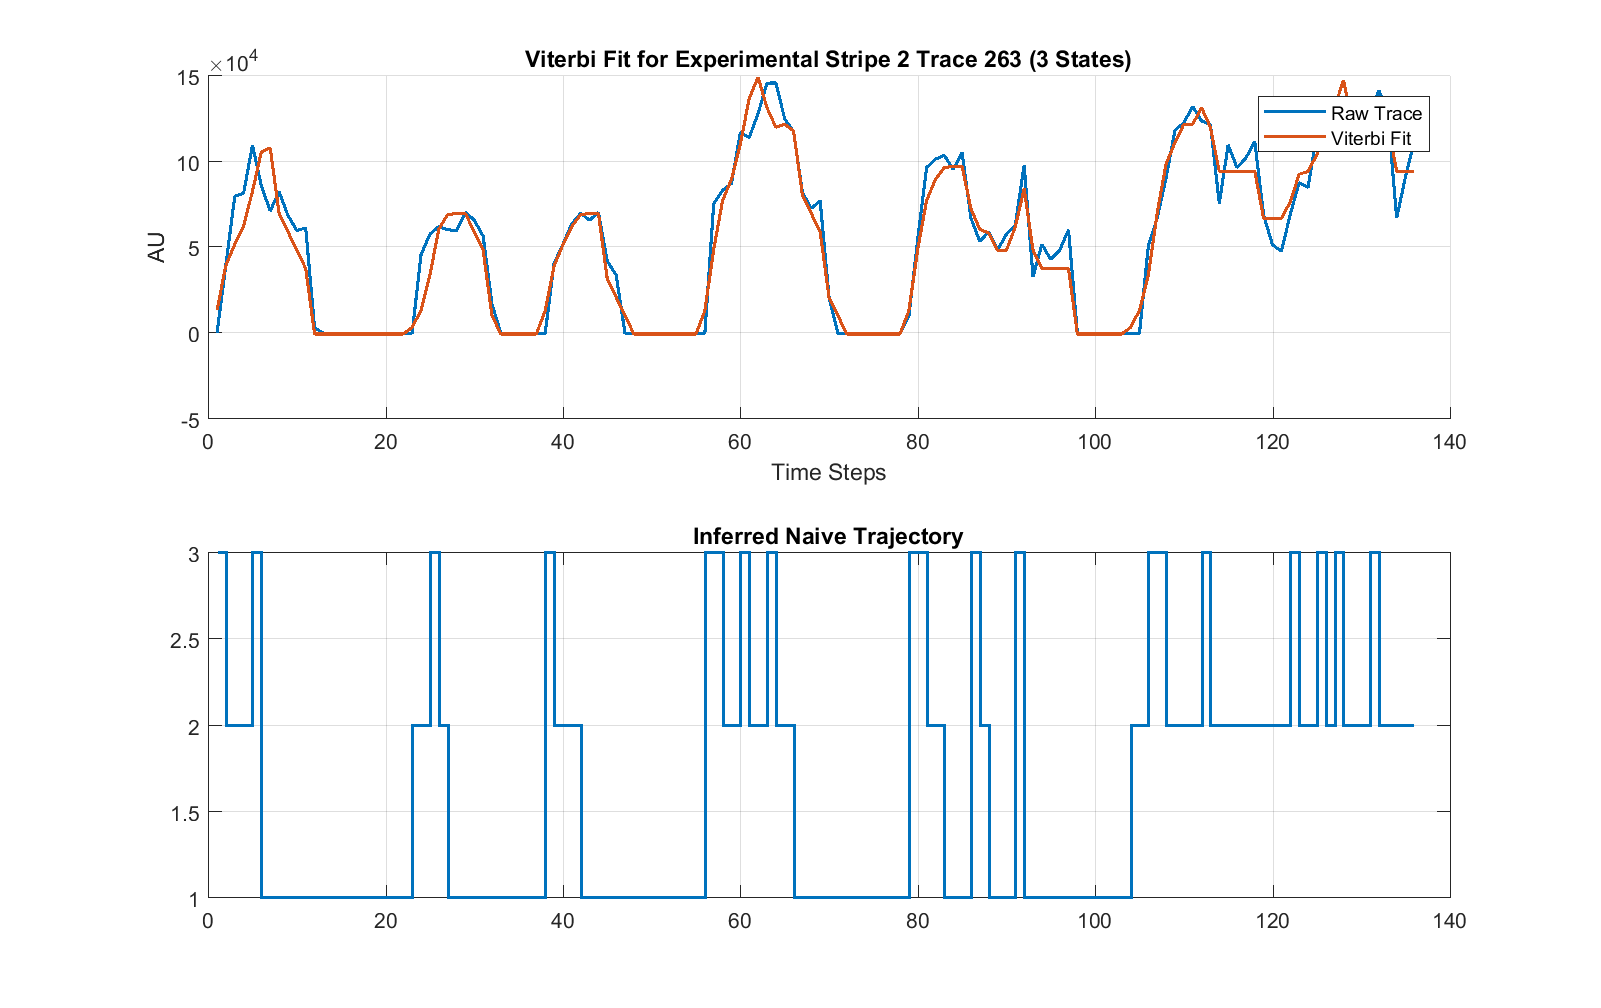 Viterbi Fit for Experimental Stripe 2 Trace 263 (3 States)
×10⁴
15
10
5
0
-5
AU
0 20 40 60 80 100 120 140
Time Steps
Raw Trace
Viterbi Fit
Inferred Naive Trajectory
3
2.5
2
1.5
1
0 20 40 60 80 100 120 140